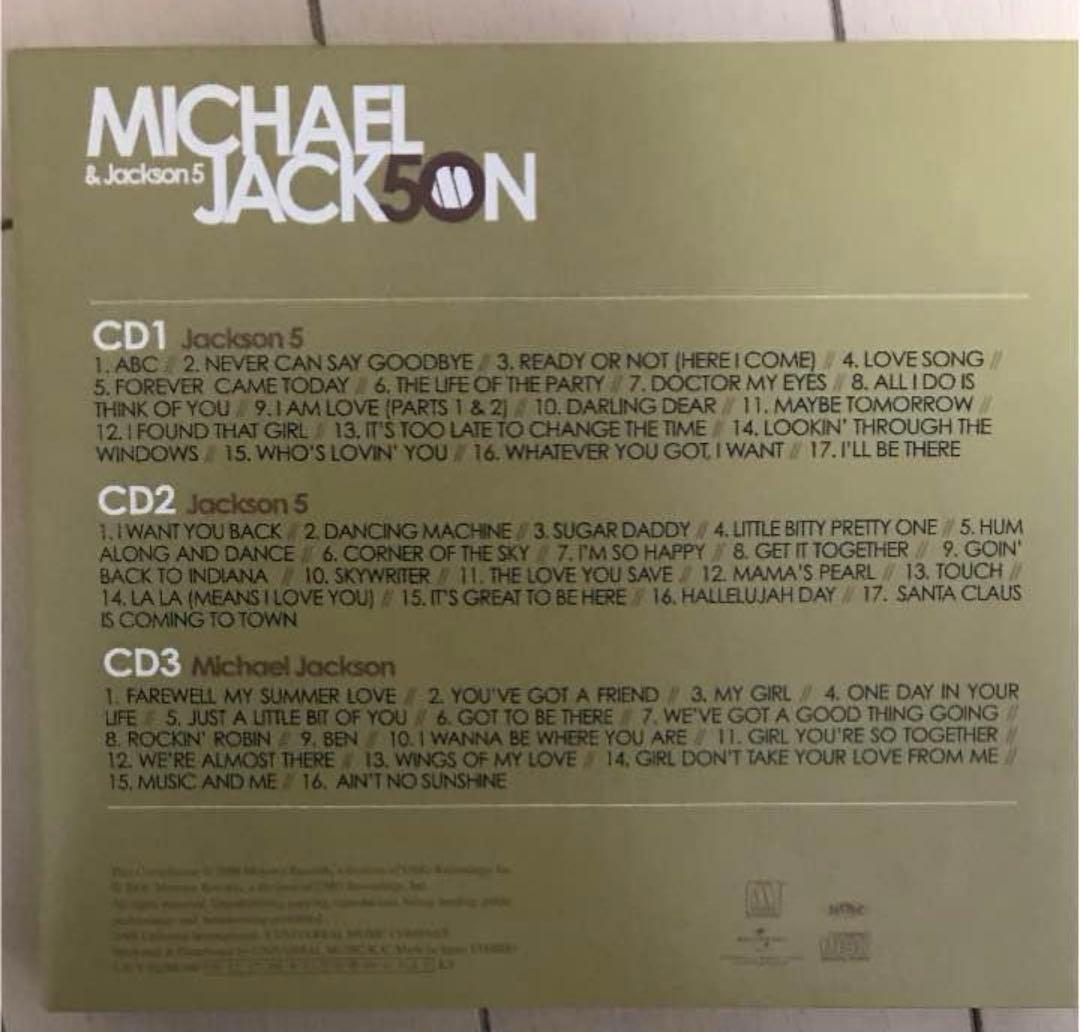 MICHAEL
& Jackson 5 JACK5ON
CD1 Jackson 5
1. ABC // 2. NEVER CAN SAY GOODBYE // 3. READY OR NOT (HERE I COME) // 4. LOVE SONG //
5. FOREVER CAME TODAY // 6. THE LIFE OF THE PARTY // 7. DOCTOR MY EYES // 8. ALL I DO IS
THINK OF YOU // 9. I AM LOVE (PARTS 1 & 2) // 10. DARLING DEAR // 11. MAYBE TOMORROW //
12. I FOUND THAT GIRL // 13. IT'S TOO LATE TO CHANGE THE TIME // 14. LOOKIN' THROUGH THE
WINDOWS // 15. WHO'S LOVIN' YOU // 16. WHATEVER YOU GOT, I WANT // 17. I'LL BE THERE
CD2 Jackson 5
1. I WANT YOU BACK // 2. DANCING MACHINE // 3. SUGAR DADDY // 4. LITTLE BITTY PRETTY ONE // 5. HUM
ALONG AND DANCE // 6. CORNER OF THE SKY // 7. I'M SO HAPPY // 8. GET IT TOGETHER // 9. GOIN'
BACK TO INDIANA // 10. SKYWRITER // 11. THE LOVE YOU SAVE // 12. MAMA'S PEARL // 13. TOUCH //
14. LA LA (MEANS I LOVE YOU) // 15. IT'S GREAT TO BE HERE // 16. HALLELUJAH DAY // 17. SANTA CLAUS
IS COMING TO TOWN
CD3 Michael Jackson
1. FAREWELL MY SUMMER LOVE // 2. YOU'VE GOT A FRIEND // 3. MY GIRL // 4. ONE DAY IN YOUR
LIFE // 5. JUST A LITTLE BIT OF YOU // 6. GOT TO BE THERE // 7. WE'VE GOT A GOOD THING GOING //
8. ROCKIN' ROBIN // 9. BEN // 10. I WANNA BE WHERE YOU ARE // 11. GIRL YOU'RE SO TOGETHER //
12. WE'RE ALMOST THERE // 13. WINGS OF MY LOVE // 14. GIRL DON'T TAKE YOUR LOVE FROM ME //
15. MUSIC AND ME // 16. AIN'T NO SUNSHINE